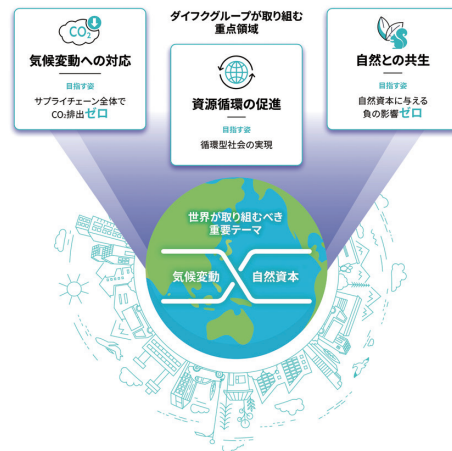 ダイフクグループが取り組む
重点領域
CO₂
気候変動への対応
目指す姿
サプライチェーン全体で
CO₂排出ゼロ
資源循環の促進
目指す姿
循環型社会の実現
自然との共生
目指す姿
自然資本に与える
負の影響ゼロ
世界が取り組むべき
重要テーマ
気候変動
自然資本